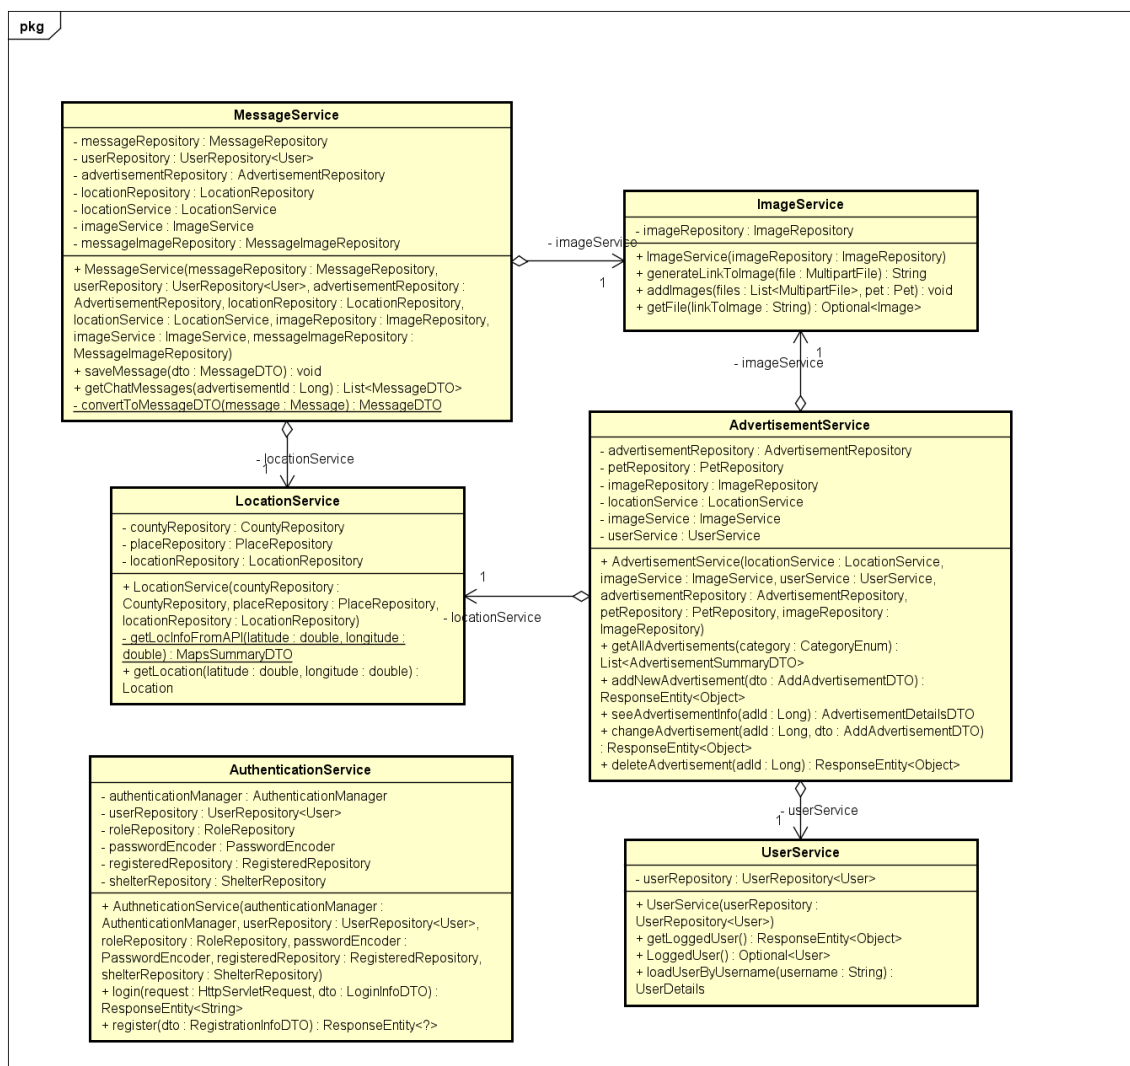 pkg
MessageService
- messageRepository : MessageRepository
- userRepository : UserRepository<User>
- advertisementRepository : AdvertisementRepository
- locationRepository : LocationRepository
- locationService : LocationService
- imageService : ImageService
- messageImageRepository : MessageImageRepository
+ MessageService(messageRepository : MessageRepository,
userRepository : UserRepository<User>, advertisementRepository :
AdvertisementRepository, locationRepository : LocationRepository,
locationService : LocationService, imageRepository : ImageRepository,
imageService : ImageService, messageImageRepository :
MessageImageRepository)
+ saveMessage(dto : MessageDTO) : void
+ getChatMessages(advertisementId : Long) : List<MessageDTO>
- convertToMessageDTO(message : Message) : MessageDTO
- imageService
1
ImageService
- imageRepository : ImageRepository
+ ImageService(imageRepository : ImageRepository)
+ generateLinkToImage(file : MultipartFile) : String
+ addImages(files : List<MultipartFile>, pet : Pet) : void
+ getFile(linkToImage : String) : Optional<Image>
1
- imageService
- locationService
1
LocationService
- countyRepository : CountyRepository
- placeRepository : PlaceRepository
- locationRepository : LocationRepository
+ LocationService(countyRepository :
CountyRepository, placeRepository : PlaceRepository,
locationRepository : LocationRepository)
- getLocInfoFromAPI(latitude : double, longitude :
double) : MapsSummaryDTO
+ getLocation(latitude : double, longitude : double) :
Location
1
- locationService
AdvertisementService
- advertisementRepository : AdvertisementRepository
- petRepository : PetRepository
- imageRepository : ImageRepository
- locationService : LocationService
- imageService : ImageService
- userService : UserService
+ AdvertisementService(locationService : LocationService,
imageService : ImageService, userService : UserService,
advertisementRepository : AdvertisementRepository,
petRepository : PetRepository, imageRepository :
ImageRepository)
+ getAllAdvertisements(category : CategoryEnum) :
List<AdvertisementSummaryDTO>
+ addNewAdvertisement(dto : AddAdvertisementDTO) :
ResponseEntity<Object>
+ seeAdvertisementInfo(adId : Long) : AdvertisementDetailsDTO
+ changeAdvertisement(adId : Long, dto : AddAdvertisementDTO)
: ResponseEntity<Object>
+ deleteAdvertisement(adId : Long) : ResponseEntity<Object>
- userService
1
AuthenticationService
- authenticationManager : AuthenticationManager
- userRepository : UserRepository<User>
- roleRepository : RoleRepository
- passwordEncoder : PasswordEncoder
- registeredRepository : RegisteredRepository
- shelterRepository : ShelterRepository
+ AuthneticationService(authenticationManager :
AuthenticationManager, userRepository : UserRepository<User>,
roleRepository : RoleRepository, passwordEncoder :
PasswordEncoder, registeredRepository : RegisteredRepository,
shelterRepository : ShelterRepository)
+ login(request : HttpServletRequest, dto : LoginInfoDTO) :
ResponseEntity<String>
+ register(dto : RegistrationInfoDTO) : ResponseEntity<?>
UserService
- userRepository : UserRepository<User>
+ UserService(userRepository :
UserRepository<User>)
+ getLoggedUser() : ResponseEntity<Object>
+ LoggedUser() : Optional<User>
+ loadUserByUsername(username : String) :
UserDetails